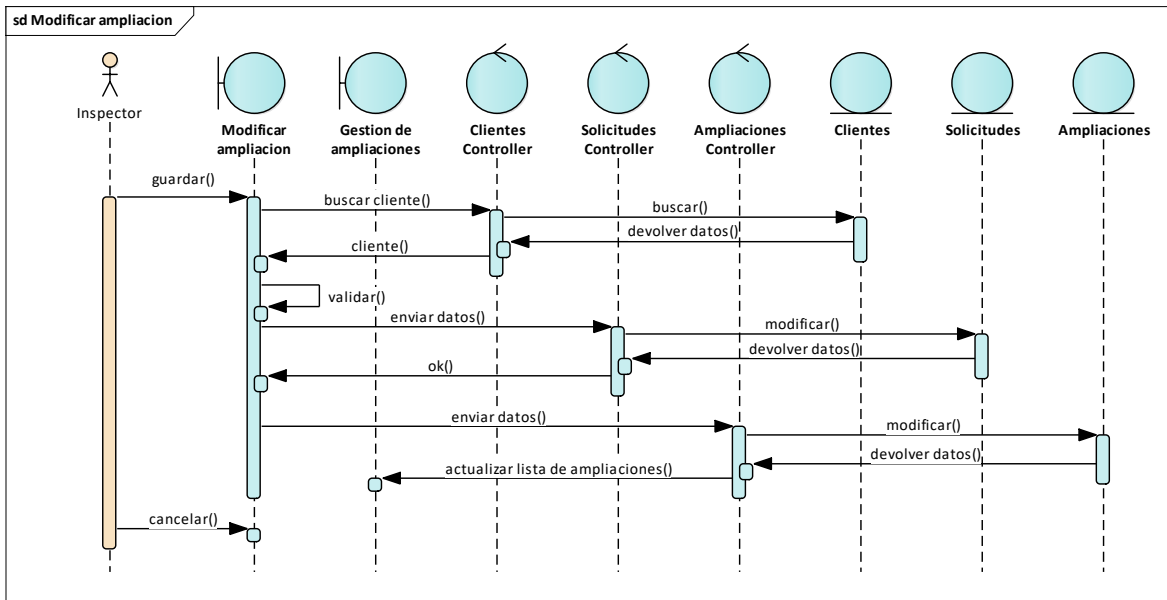 sd Modificar ampliacion
Inspector
Modificar
ampliacion
Gestion de
ampliaciones
Clientes
Controller
Solicitudes
Controller
Ampliaciones
Controller
Clientes
Solicitudes
Ampliaciones
guardar()
buscar cliente()
buscar()
devolver datos()
cliente()
validar()
enviar datos()
modificar()
devolver datos()
ok()
enviar datos()
modificar()
devolver datos()
actualizar lista de ampliaciones()
cancelar()